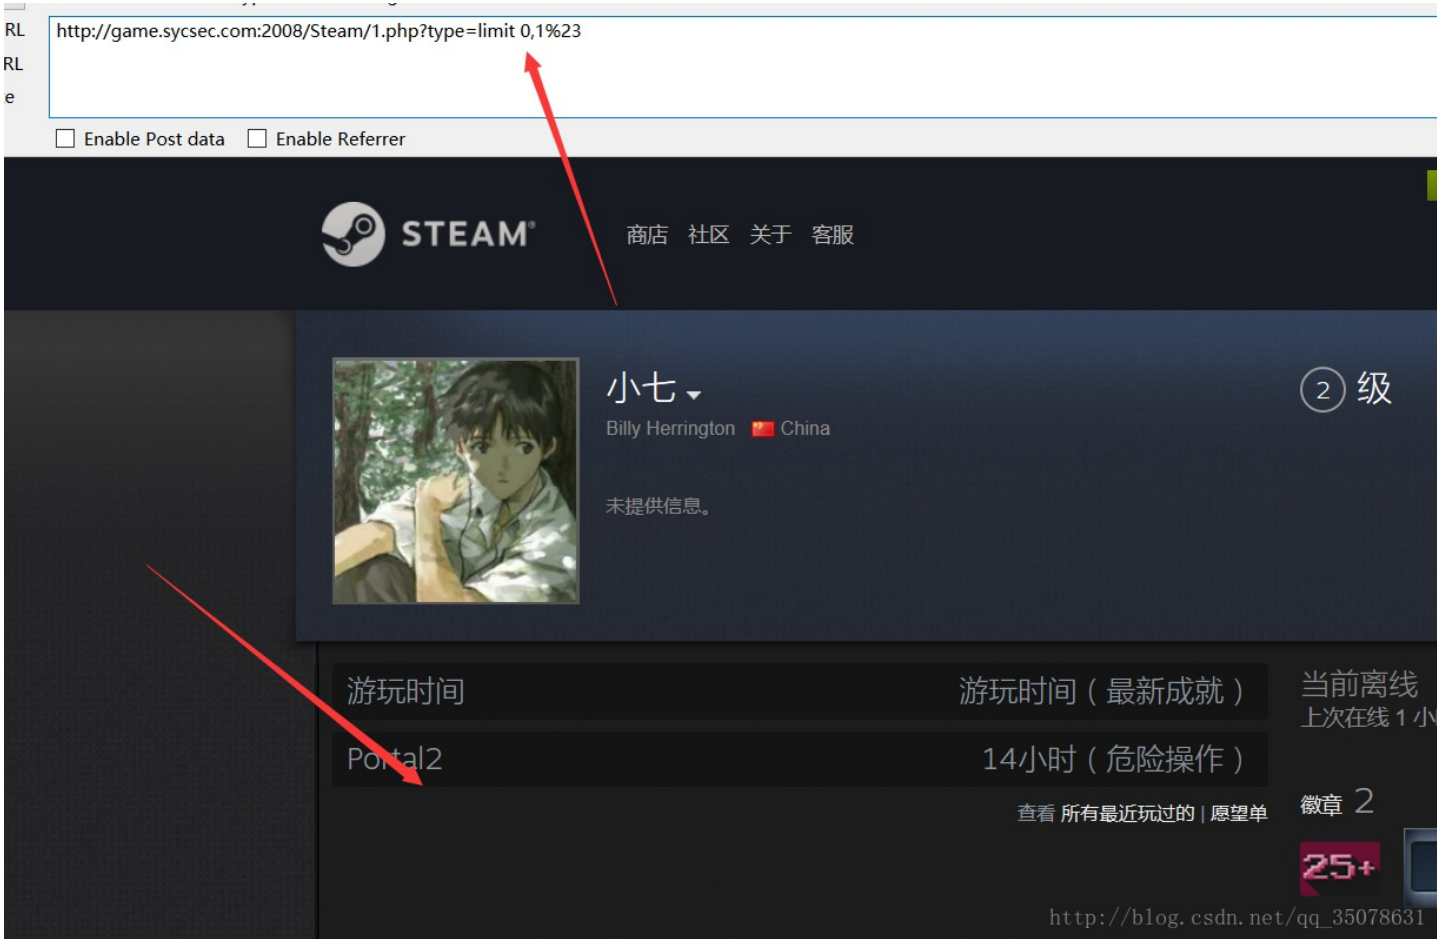 RL
http://game.sycsec.com:2008/Steam/1.php?type=limit 0,1%23
RL
e
Enable Post data Enable Referrer
STEAM® 商店 社区 关于 客服
小七
2 级
Billy Herrington China
未提供信息。
游玩时间 游玩时间（最新成就）
当前离线
上次在线 1 小
Portal2 14小时（危险操作）
查看 所有最近玩过的 | 愿望单
徽章 2
25+
http://blog.csdn.net/qq_35078631